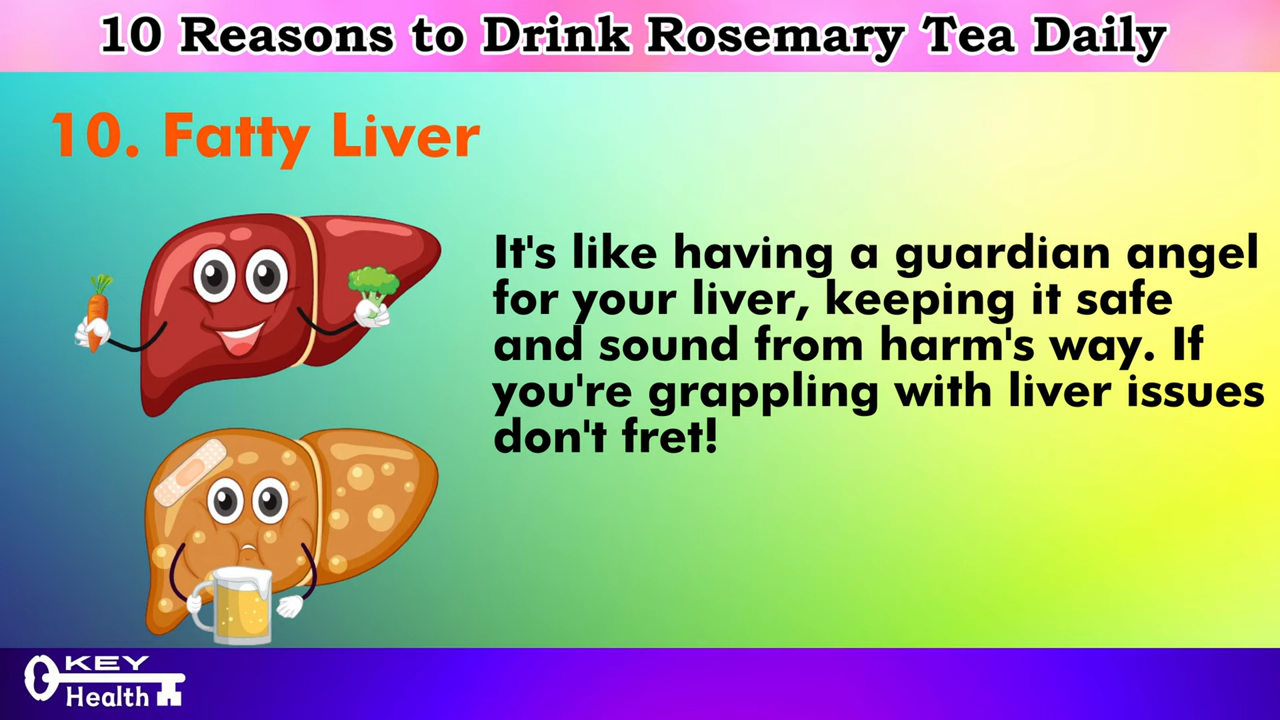 10 Reasons to Drink Rosemary Tea Daily
10. Fatty Liver
It's like having a guardian angel
for your liver, keeping it safe
and sound from harm's way. If
you're grappling with liver issues
don't fret!
KEY
Health